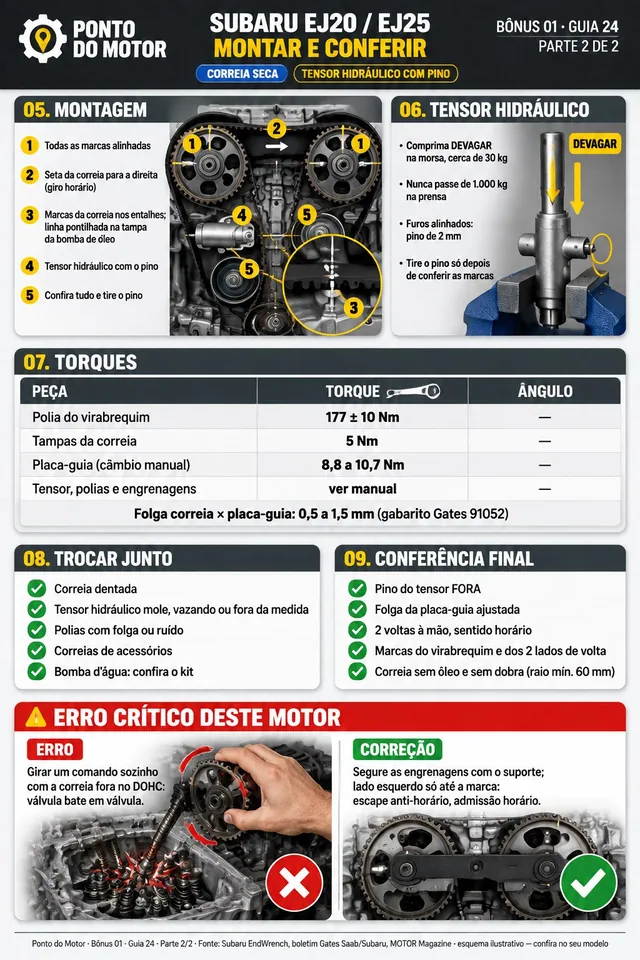 PONTO
DO MOTOR
SUBARU EJ20 / EJ25
MONTAR E CONFERIR
CORREIA SECA
TENSOR HIDRÁULICO COM PINO
BÔNUS 01 · GUIA 24
PARTE 2 DE 2
05. MONTAGEM
1 Todas as marcas alinhadas
2 Seta da correia para a direita
(giro horário)
3 Marcas da correia nos entalhes;
linha pontilhada na tampa
da bomba de óleo
4 Tensor hidráulico com o pino
5 Confira tudo e tire o pino
1
2
1
4
5
5
3
06. TENSOR HIDRÁULICO
• Comprima DEVAGAR
na morsa, cerca de 30 kg
• Nunca passe de 1.000 kg
na prensa
• Furos alinhados:
pino de 2 mm
• Tire o pino só depois
de conferir as marcas
DEVAGAR
07. TORQUES
PEÇA TORQUE ÂNGULO
Polia do virabrequim 177 ± 10 Nm —
Tampas da correia 5 Nm —
Placa-guia (câmbio manual) 8,8 a 10,7 Nm —
Tensor, polias e engrenagens ver manual —
Folga correia × placa-guia: 0,5 a 1,5 mm (gabarito Gates 91052)
08. TROCAR JUNTO
Correia dentada
Tensor hidráulico mole, vazando ou fora da medida
Polias com folga ou ruído
Correias de acessórios
Bomba d'água: confira o kit
09. CONFERÊNCIA FINAL
Pino do tensor FORA
Folga da placa-guia ajustada
2 voltas à mão, sentido horário
Marcas do virabrequim e dos 2 lados de volta
Correia sem óleo e sem dobra (raio mín. 60 mm)
ERRO CRÍTICO DESTE MOTOR
ERRO
Girar um comando sozinho
com a correia fora no DOHC:
válvula bate em válvula.
CORREÇÃO
Segure as engrenagens com o suporte;
lado esquerdo só até a marca:
escape anti-horário, admissão horário.
Ponto do Motor · Bônus 01 · Guia 24 · Parte 2/2 · Fonte: Subaru EndWrench, boletim Gates Saab/Subaru, MOTOR Magazine · esquema ilustrativo — confira no seu modelo